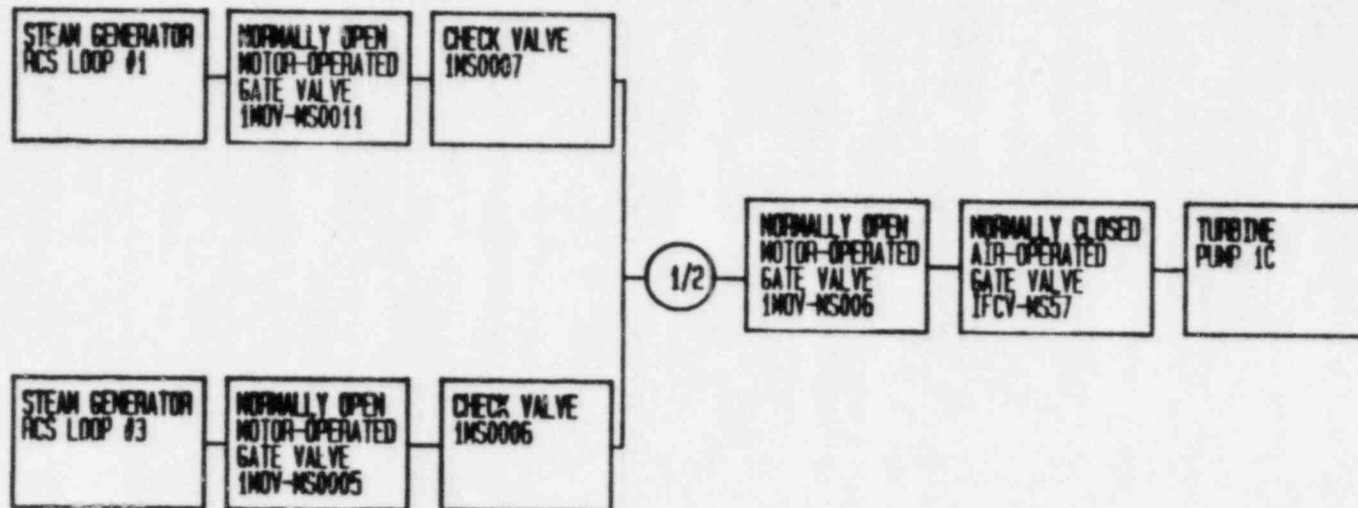 STEAM GENERATOR
RCS LOOP #1
NORMALLY OPEN
MOTOR-OPERATED
GATE VALVE
1MOV-MS0011
CHECK VALVE
1MS0007
STEAM GENERATOR
RCS LOOP #3
NORMALLY OPEN
MOTOR-OPERATED
GATE VALVE
1MOV-MS0005
CHECK VALVE
1MS0006
1/2
NORMALLY OPEN
MOTOR-OPERATED
GATE VALVE
1MOV-MS006
NORMALLY CLOSED
AIR-OPERATED
GATE VALVE
IFCV-MS57
TURBINE
PUMP 1C